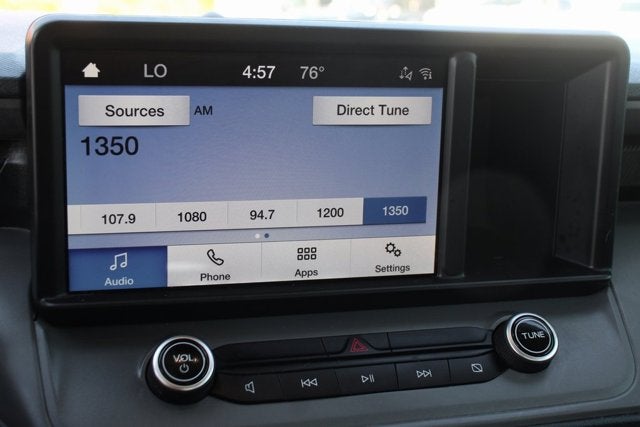 LO 4:57 76°
Sources AM Direct Tune
1350
107.9 1080 94.7 1200 1350
Audio Phone Apps Settings
VOL TUNE